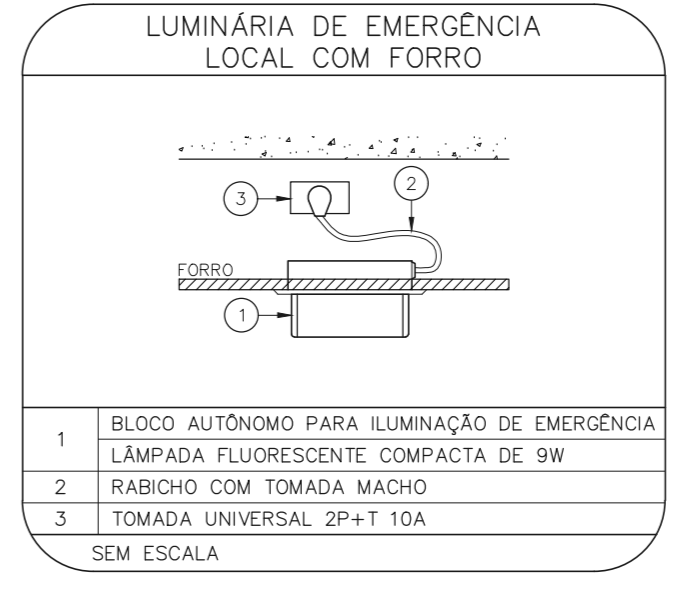 LUMINÁRIA DE EMERGÊNCIA
LOCAL COM FORRO
3
2
FORRO
1
1
BLOCO AUTÔNOMO PARA ILUMINAÇÃO DE EMERGÊNCIA
LÂMPADA FLUORESCENTE COMPACTA DE 9W
2 RABICHO COM TOMADA MACHO
3 TOMADA UNIVERSAL 2P+T 10A
SEM ESCALA